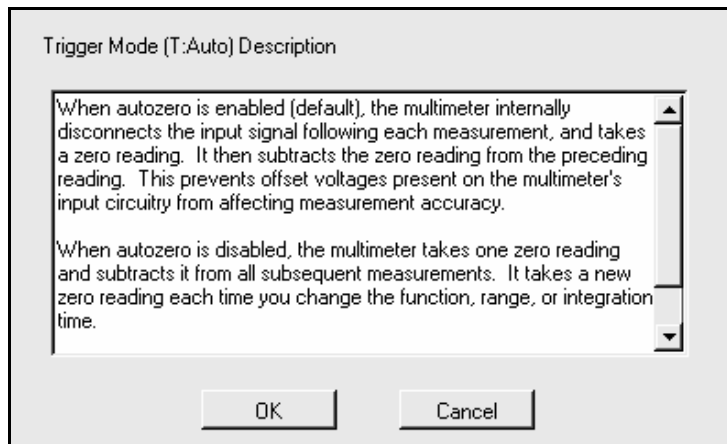 Trigger Mode (T:Auto) Description
When autozero is enabled (default), the multimeter internally
disconnects the input signal following each measurement, and takes
a zero reading.  It then subtracts the zero reading from the preceding
reading.  This prevents offset voltages present on the multimeter's
input circuitry from affecting measurement accuracy.
When autozero is disabled, the multimeter takes one zero reading
and subtracts it from all subsequent measurements.  It takes a new
zero reading each time you change the function, range, or integration
time.
OK
Cancel